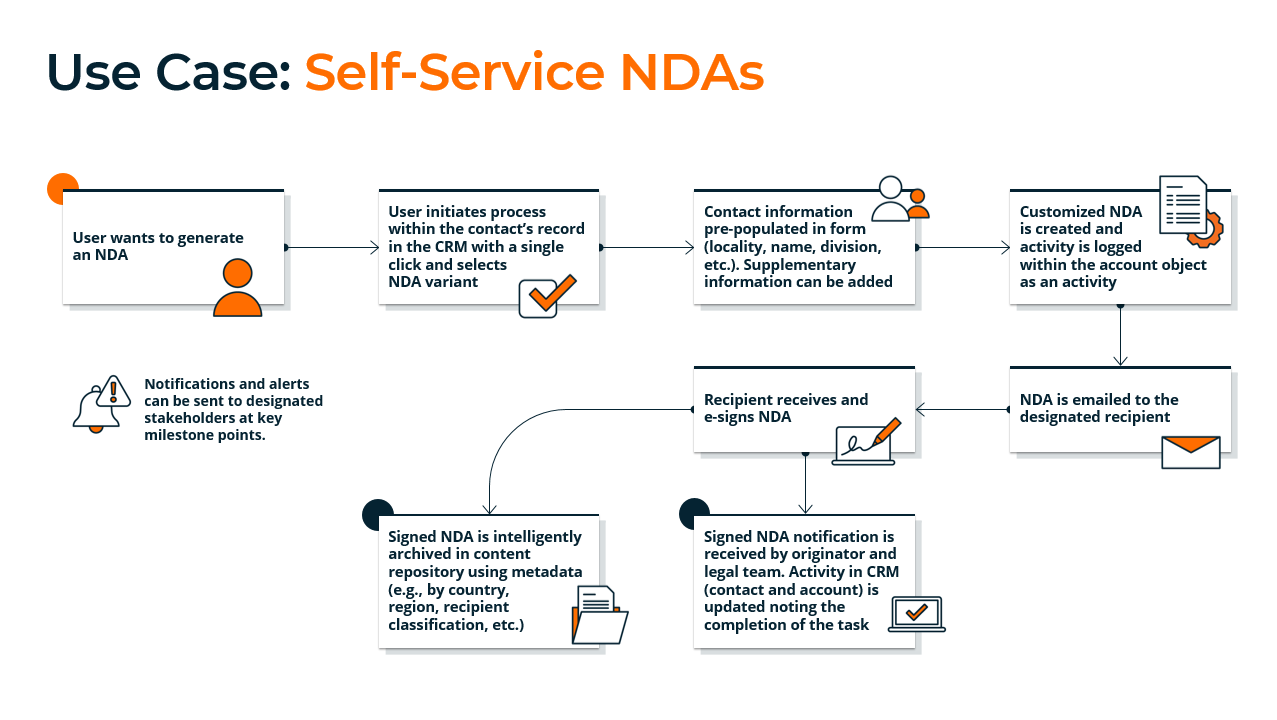 Use Case: Self-Service NDAs
User wants to generate
an NDA
User initiates process
within the contact’s record
in the CRM with a single
click and selects
NDA variant
Contact information
pre-populated in form
(locality, name, division,
etc.). Supplementary
information can be added
Customized NDA
is created and
activity is logged
within the account object
as an activity
NDA is emailed to the
designated recipient
Recipient receives and
e-signs NDA
Notifications and alerts
can be sent to designated
stakeholders at key
milestone points.
Signed NDA is intelligently
archived in content
repository using metadata
(e.g., by country,
region, recipient
classification, etc.)
Signed NDA notification is
received by originator and
legal team. Activity in CRM
(contact and account) is
updated noting the
completion of the task